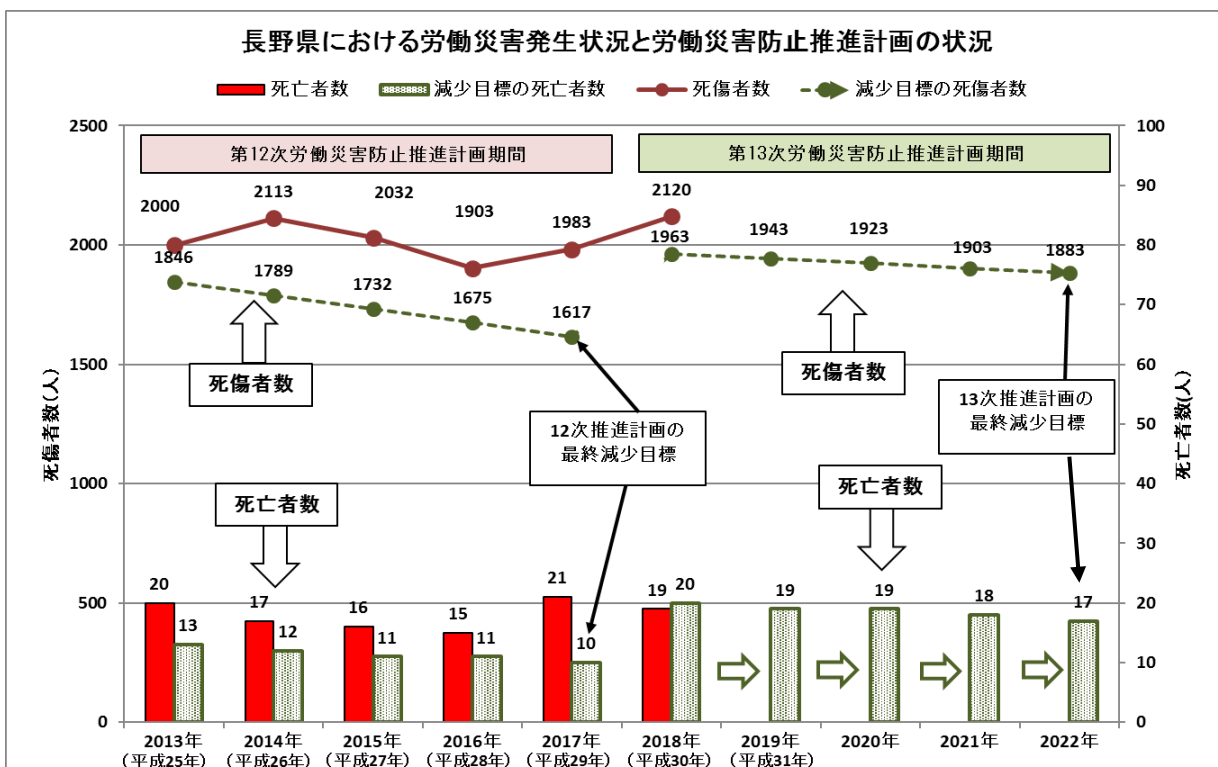 長野県における労働災害発生状況と労働災害防止推進計画の状況
死亡者数 減少目標の死亡者数 死傷者数 減少目標の死傷者数
2500
2000
1500
1000
500
0
死傷者数(人)
100
90
80
70
60
50
40
30
20
10
0
死亡者数(人)
第12次労働災害防止推進計画期間
第13次労働災害防止推進計画期間
2000 2113 2032 1903 1983 2120
1846 1789 1732 1675 1617
1963 1943 1923 1903 1883
死傷者数
死傷者数
12次推進計画の
最終減少目標
13次推進計画の
最終減少目標
死亡者数
死亡者数
20 17 16 15 21 19
13 12 11 11 10 20 19 19 18 17
2013年 2014年 2015年 2016年 2017年 2018年 2019年 2020年 2021年 2022年
(平成25年) (平成26年) (平成27年) (平成28年) (平成29年) (平成30年) (平成31年)